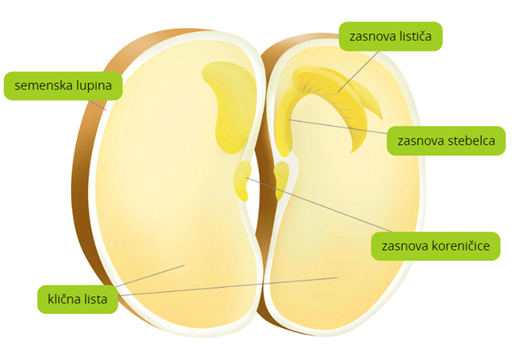 zasnova lističa
semenska lupina
zasnova stebelca
zasnova koreničice
klična lista